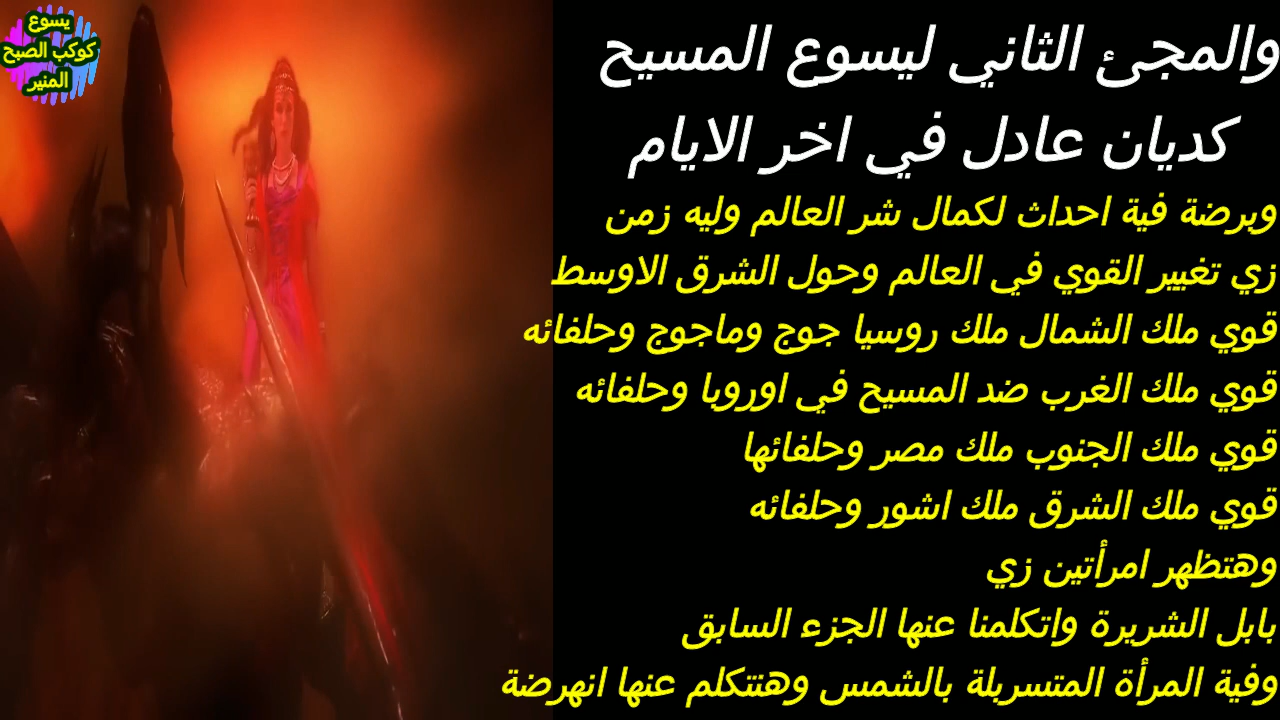 يسوع
كوكب الصبح
المنير
والمجئ الثاني ليسوع المسيح
كديان عادل في اخر الايام
وبرضة فية احداث لكمال شر العالم وليه زمن
زي تغيير القوي في العالم وحول الشرق الاوسط
قوي ملك الشمال ملك روسيا جوج وماجوج وحلفائه
قوي ملك الغرب ضد المسيح في اوروبا وحلفائه
قوي ملك الجنوب ملك مصر وحلفائها
قوي ملك الشرق ملك اشور وحلفائه
وهتظهر امرأتين زي
بابل الشريرة واتكلمنا عنها الجزء السابق
وفية المرأة المتسربلة بالشمس وهنتكلم عنها انهرضة